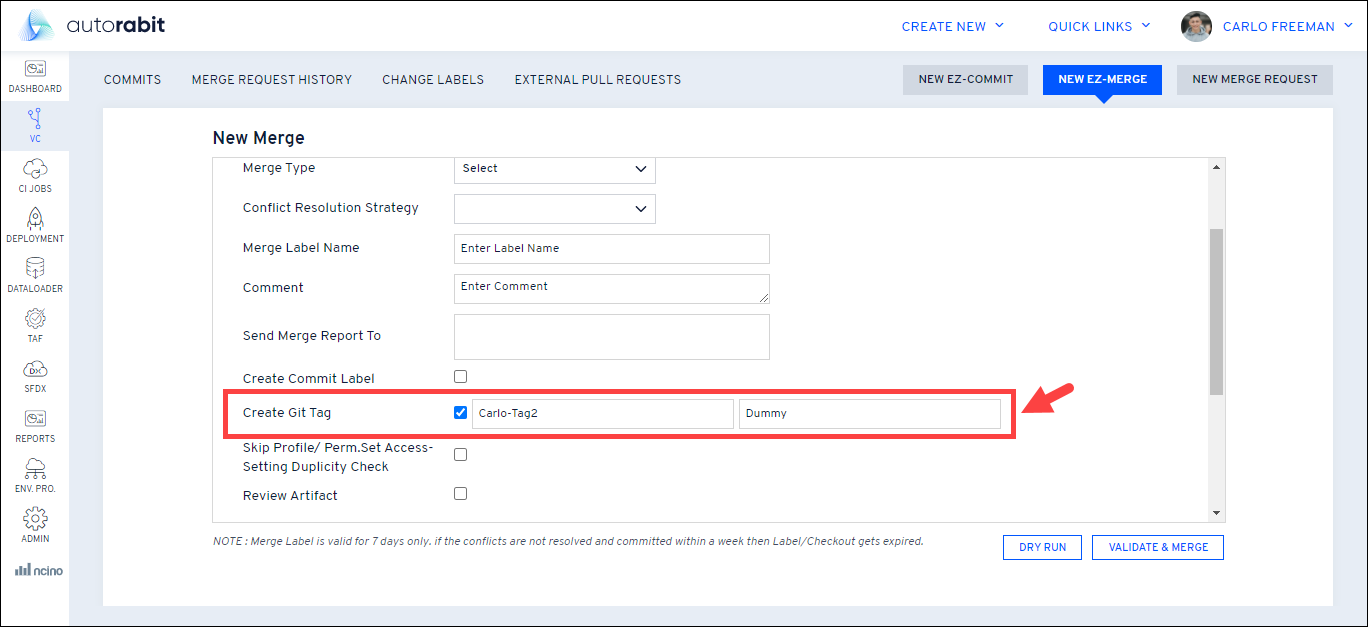 autorabit
CREATE NEW
QUICK LINKS
CARLO FREEMAN
DASHBOARD
VC
CI JOBS
DEPLOYMENT
DATALOADER
TAF
DX
SFDX
REPORTS
ENV. PRO.
ADMIN
ncino
COMMITS
MERGE REQUEST HISTORY
CHANGE LABELS
EXTERNAL PULL REQUESTS
NEW EZ-COMMIT
NEW EZ-MERGE
NEW MERGE REQUEST
New Merge
Merge Type
Select
Conflict Resolution Strategy
Merge Label Name
Enter Label Name
Comment
Enter Comment
Send Merge Report To
Create Commit Label
Create Git Tag
Carlo-Tag2
Dummy
Skip Profile/ Perm.Set Access-
Setting Duplicity Check
Review Artifact
NOTE : Merge Label is valid for 7 days only. if the conflicts are not resolved and committed within a week then Label/Checkout gets expired.
DRY RUN
VALIDATE & MERGE